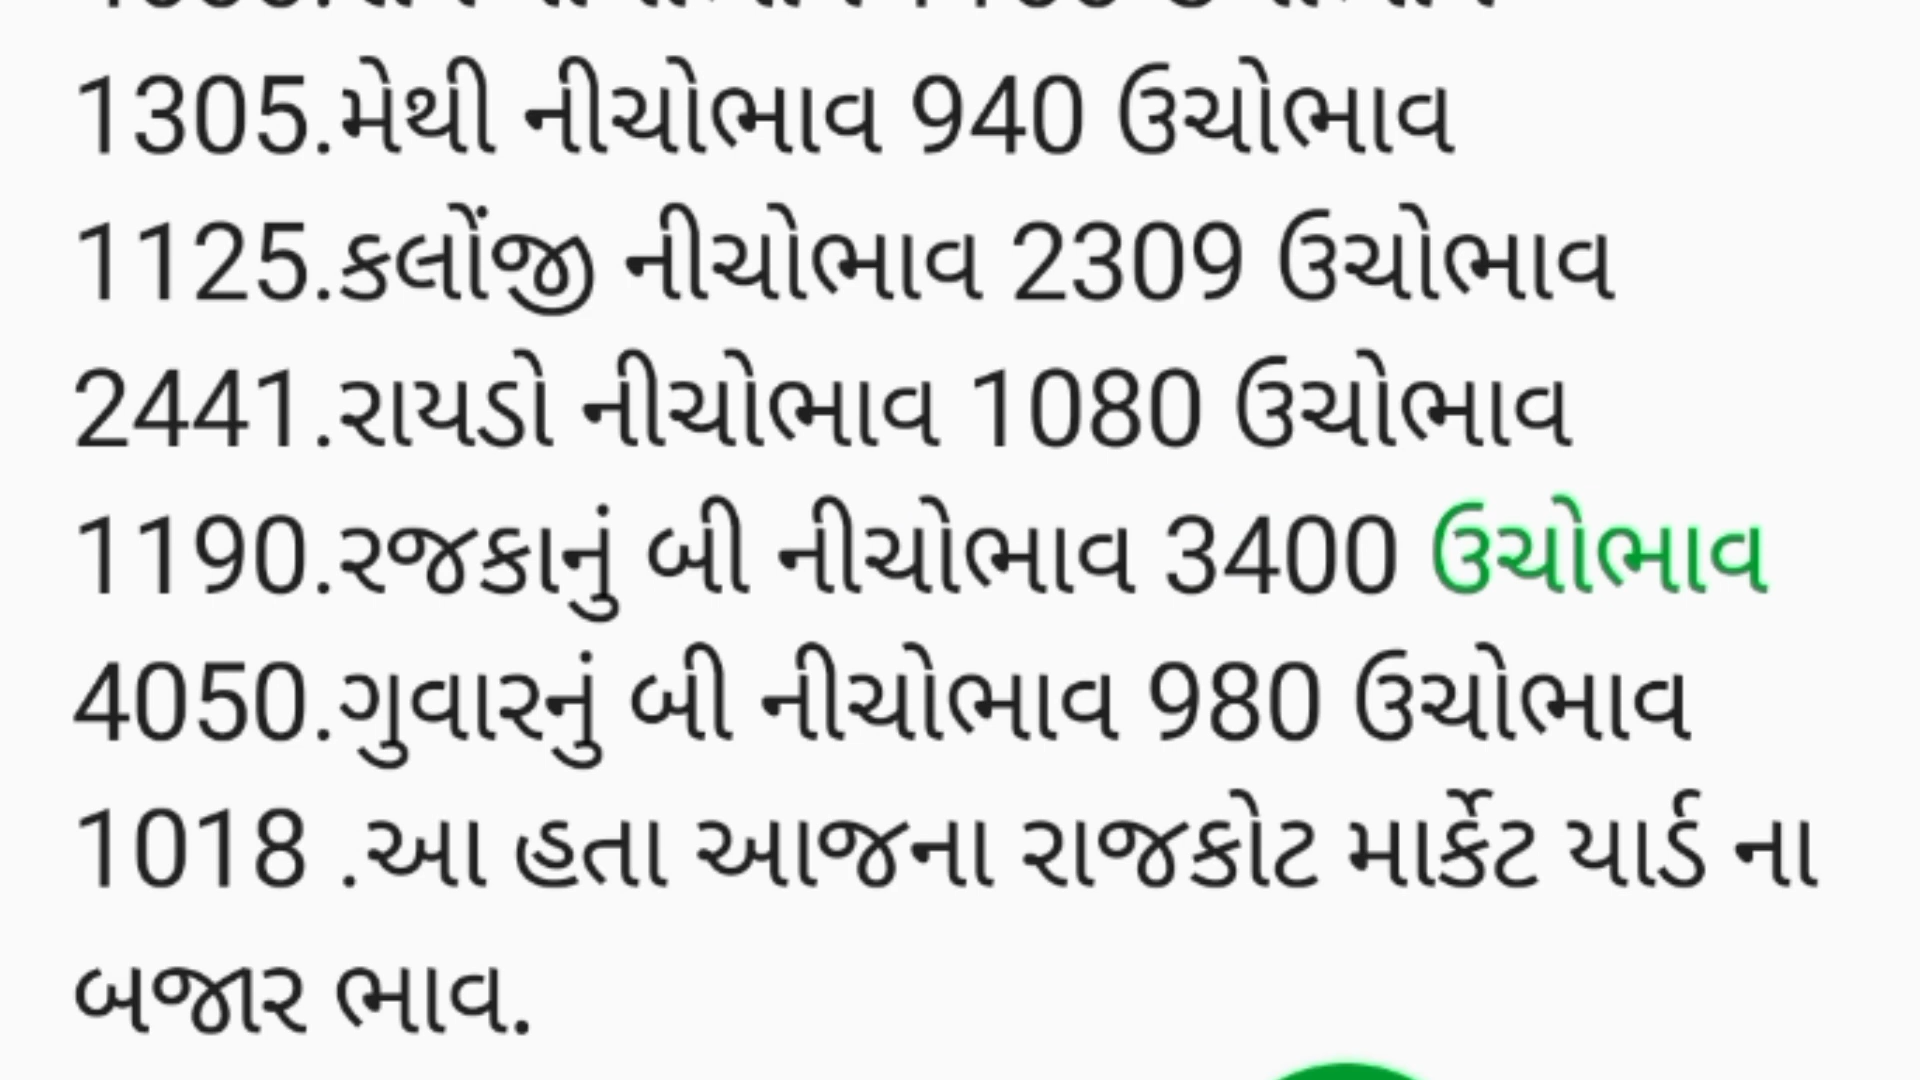 1305.મેથી નીચોભાવ 940 ઉચોભાવ
1125.કલોંજી નીચોભાવ 2309 ઉચોભાવ
2441.રાયડો નીચોભાવ 1080 ઉચોભાવ
1190.રજકાનું બી નીચોભાવ 3400 ઉચોભાવ
4050.ગુવારનું બી નીચોભાવ 980 ઉચોભાવ
1018 .આ હતા આજના રાજકોટ માર્કેટ યાર્ડ ના
બજાર ભાવ.